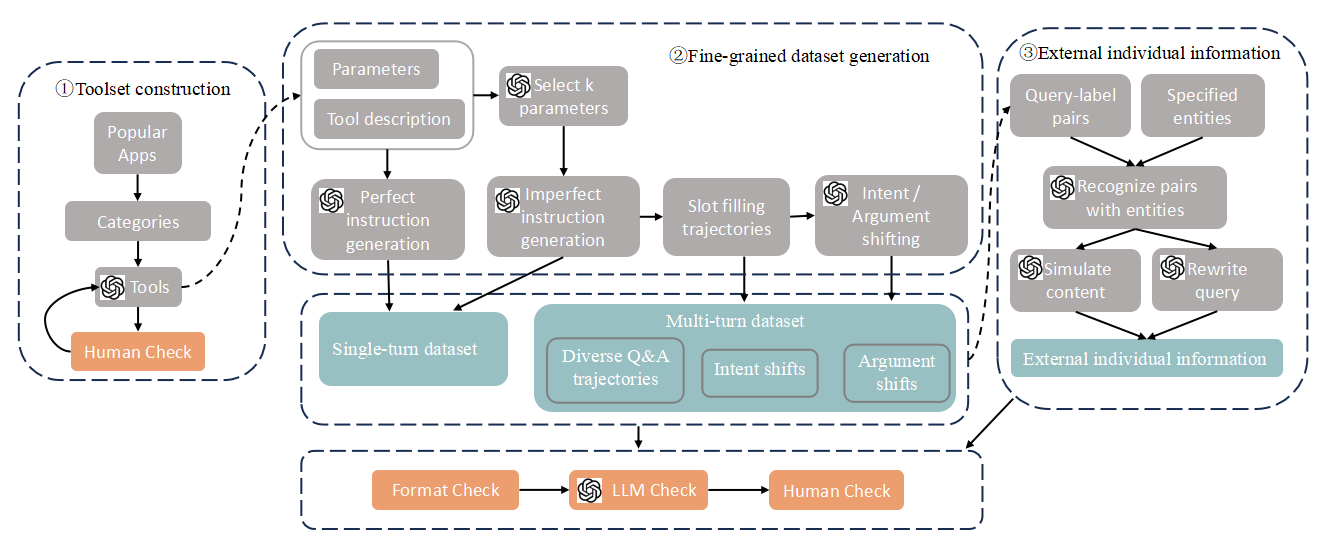 ①Toolset construction
Popular
Apps
Categories
Tools
Human Check
②Fine-grained dataset generation
Parameters
Tool description
Select k
parameters
Perfect
instruction
generation
Imperfect
instruction
generation
Slot filling
trajectories
Intent /
Argument
shifting
Single-turn dataset
Multi-turn dataset
Diverse Q&A
trajectories
Intent shifts
Argument
shifts
③External individual information
Query-label
pairs
Specified
entities
Recognize pairs
with entities
Simulate
content
Rewrite
query
External individual information
Format Check
LLM Check
Human Check